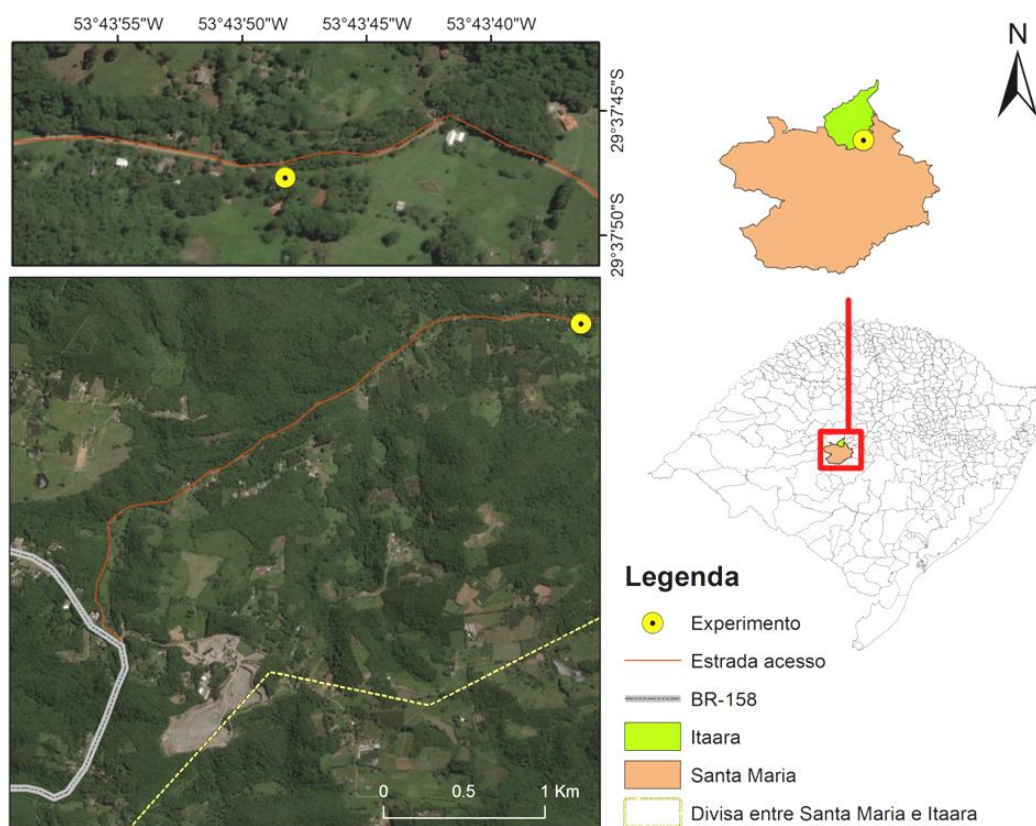 53°43'55"W 53°43'50"W 53°43'45"W 53°43'40"W
29°37'45"S
29°37'50"S
N
0 0.5 1 Km
Legenda
Experimento
Estrada acesso
BR-158
Itaara
Santa Maria
Divisa entre Santa Maria e Itaara